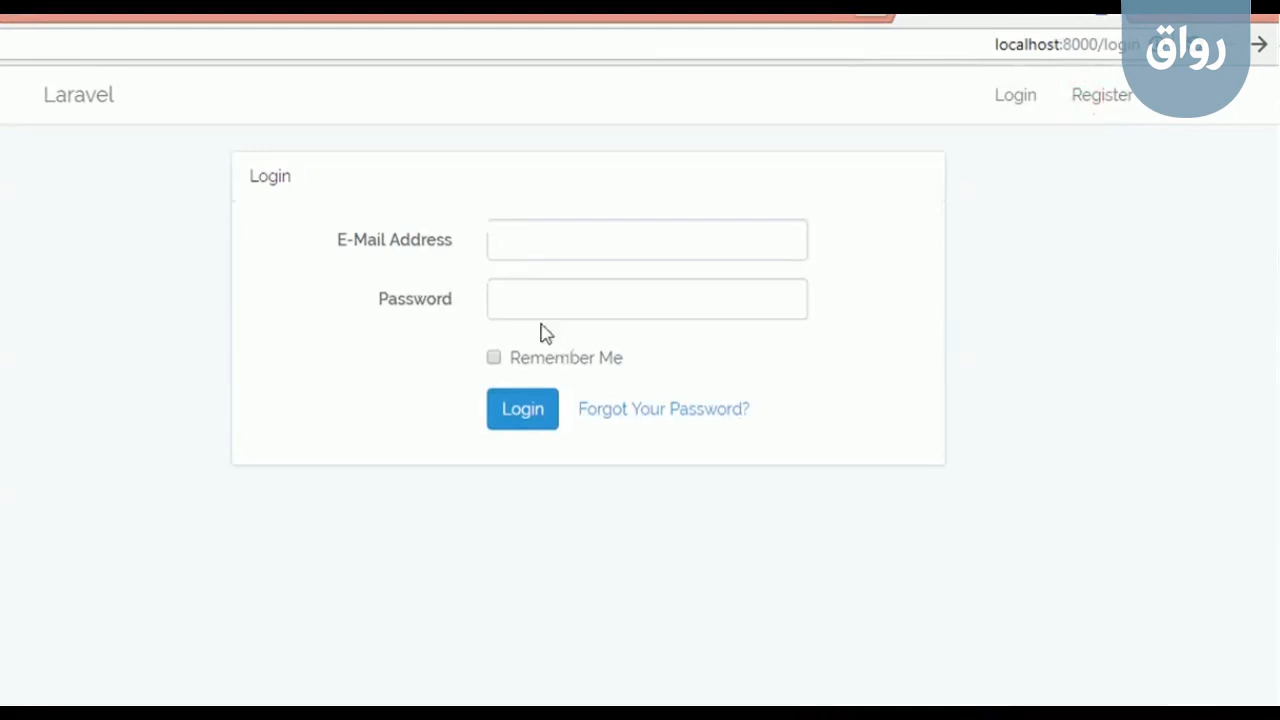 localhost:8000/login
رواق
Laravel
Login
Register
Login
E-Mail Address
Password
Remember Me
Login
Forgot Your Password?